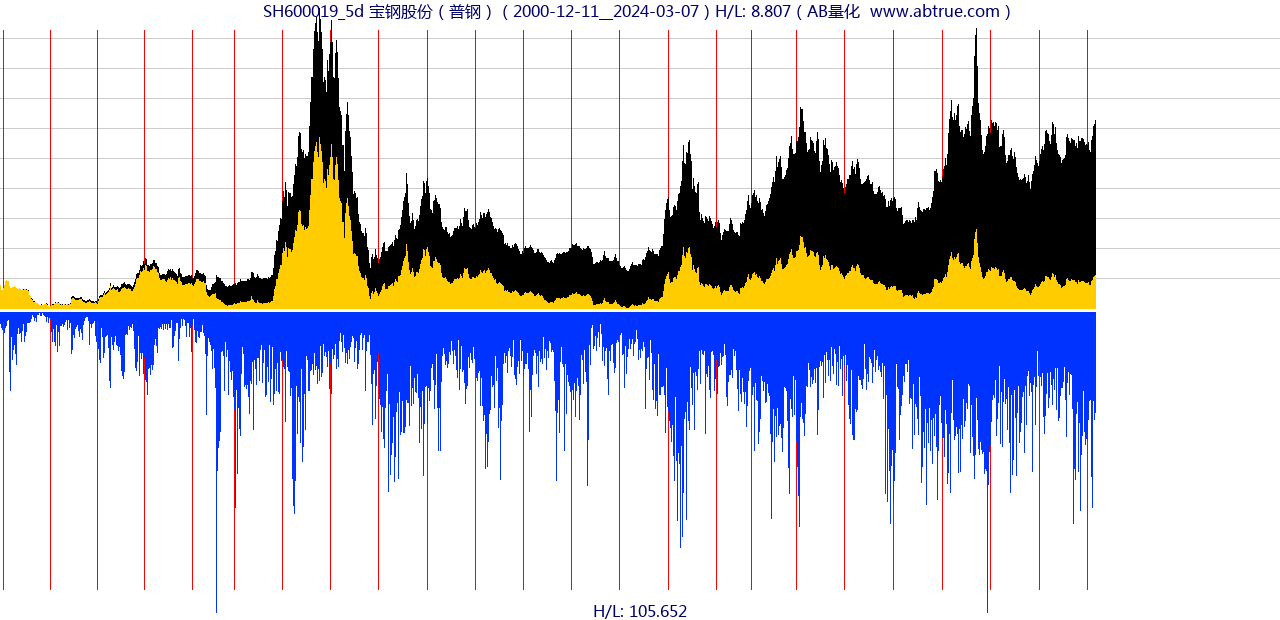 SH600019_5d 宝钢股份 ( 普钢 ) ( 2000-12-11__2024-03-07 ) H/L: 8.807 ( AB量化  www.abtrue.com )
H/L: 105.652